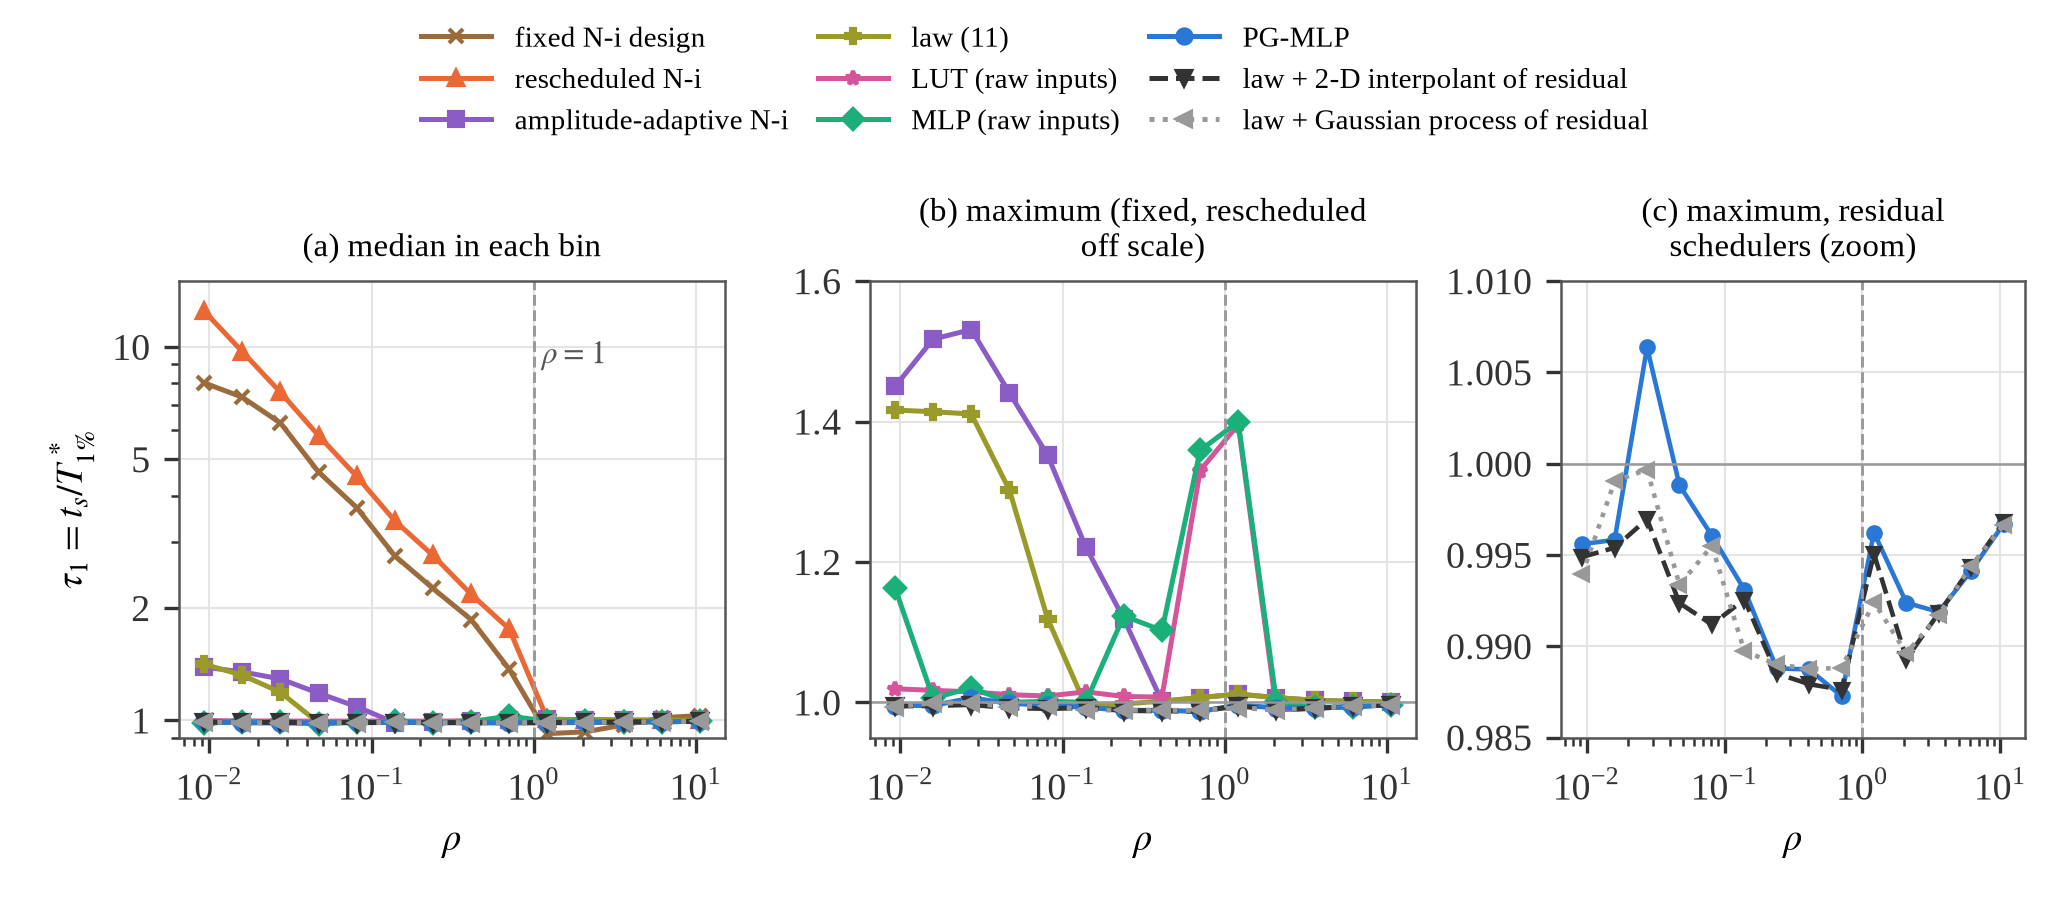 fixed N-i design
rescheduled N-i
amplitude-adaptive N-i
law (11)
LUT (raw inputs)
MLP (raw inputs)
PG-MLP
law + 2-D interpolant of residual
law + Gaussian process of residual
(a) median in each bin
τ₁ = tₛ/T*₁%
10
5
2
1
ρ = 1
10⁻²
10⁻¹
10⁰
10¹
ρ
(b) maximum (fixed, rescheduled
off scale)
1.6
1.4
1.2
1.0
10⁻²
10⁻¹
10⁰
10¹
ρ
(c) maximum, residual
schedulers (zoom)
1.010
1.005
1.000
0.995
0.990
0.985
10⁻²
10⁻¹
10⁰
10¹
ρ